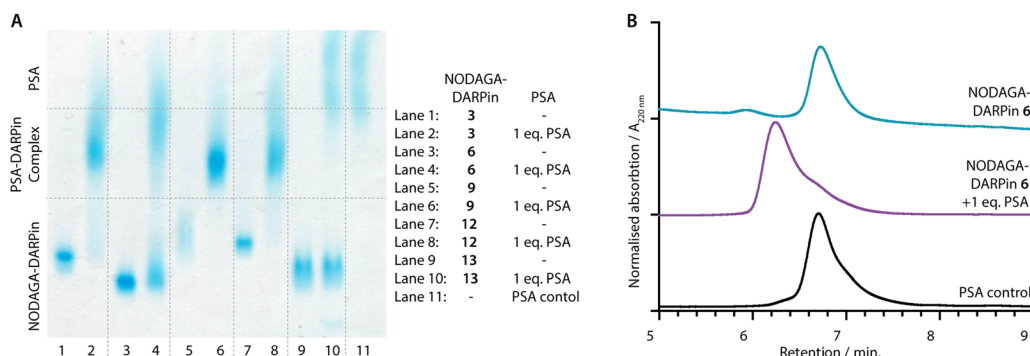 A
PSA
PSA-DARPin
Complex
NODAGA-DARPin
1 2 3 4 5 6 7 8 9 10 11
NODAGA-
DARPin PSA
Lane 1: 3 -
Lane 2: 3 1 eq. PSA
Lane 3: 6 -
Lane 4: 6 1 eq. PSA
Lane 5: 9 -
Lane 6: 9 1 eq. PSA
Lane 7: 12 -
Lane 8: 12 1 eq. PSA
Lane 9 13 -
Lane 10: 13 1 eq. PSA
Lane 11: - PSA contol
B
Normalised absorbtion / A220 nm
NODAGA-
DARPin 6
NODAGA-
DARPin 6
+1 eq. PSA
PSA control
5 6 7 8 9
Retention / min.